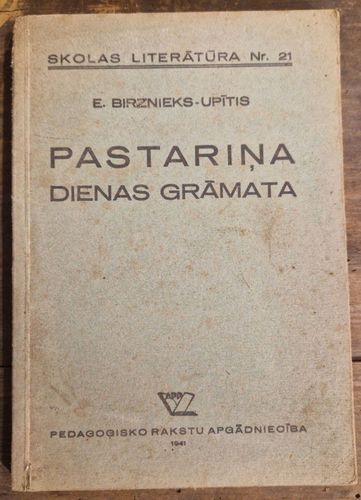 SKOLAS LITERĀTŪRA Nr. 21
E. BIRZNIEKS-UPĪTIS
PASTARIŅA
DIENAS GRĀMATA
PEDAGOĢISKO RAKSTU APGĀDNIECĪBA
1941